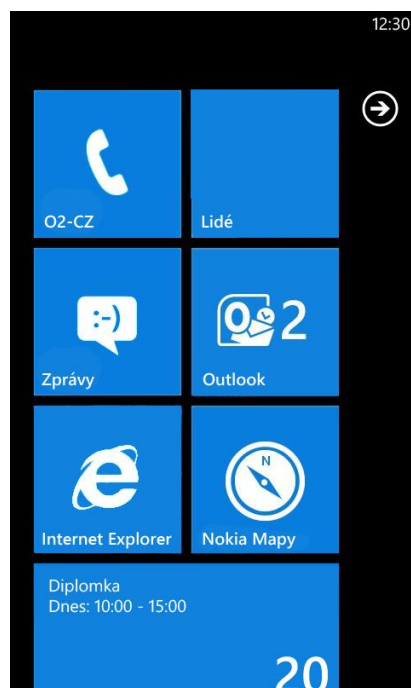 12:30
O2-CZ
Lidé
:-)
Zprávy
O
2
Outlook
e
Internet Explorer
N
Nokia Mapy
Diplomka
Dnes: 10:00 - 15:00
20